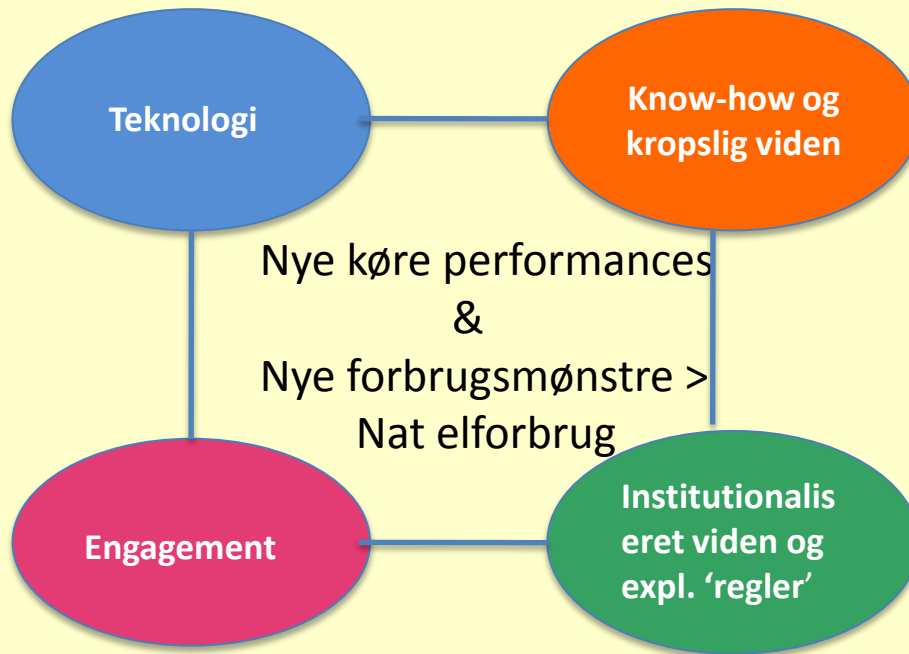 Teknologi
Know-how og
kropslig viden
Nye køre performances
&
Nye forbrugsmønstre >
Nat elforbrug
Engagement
Institutionalis
eret viden og
expl. ‘regler’